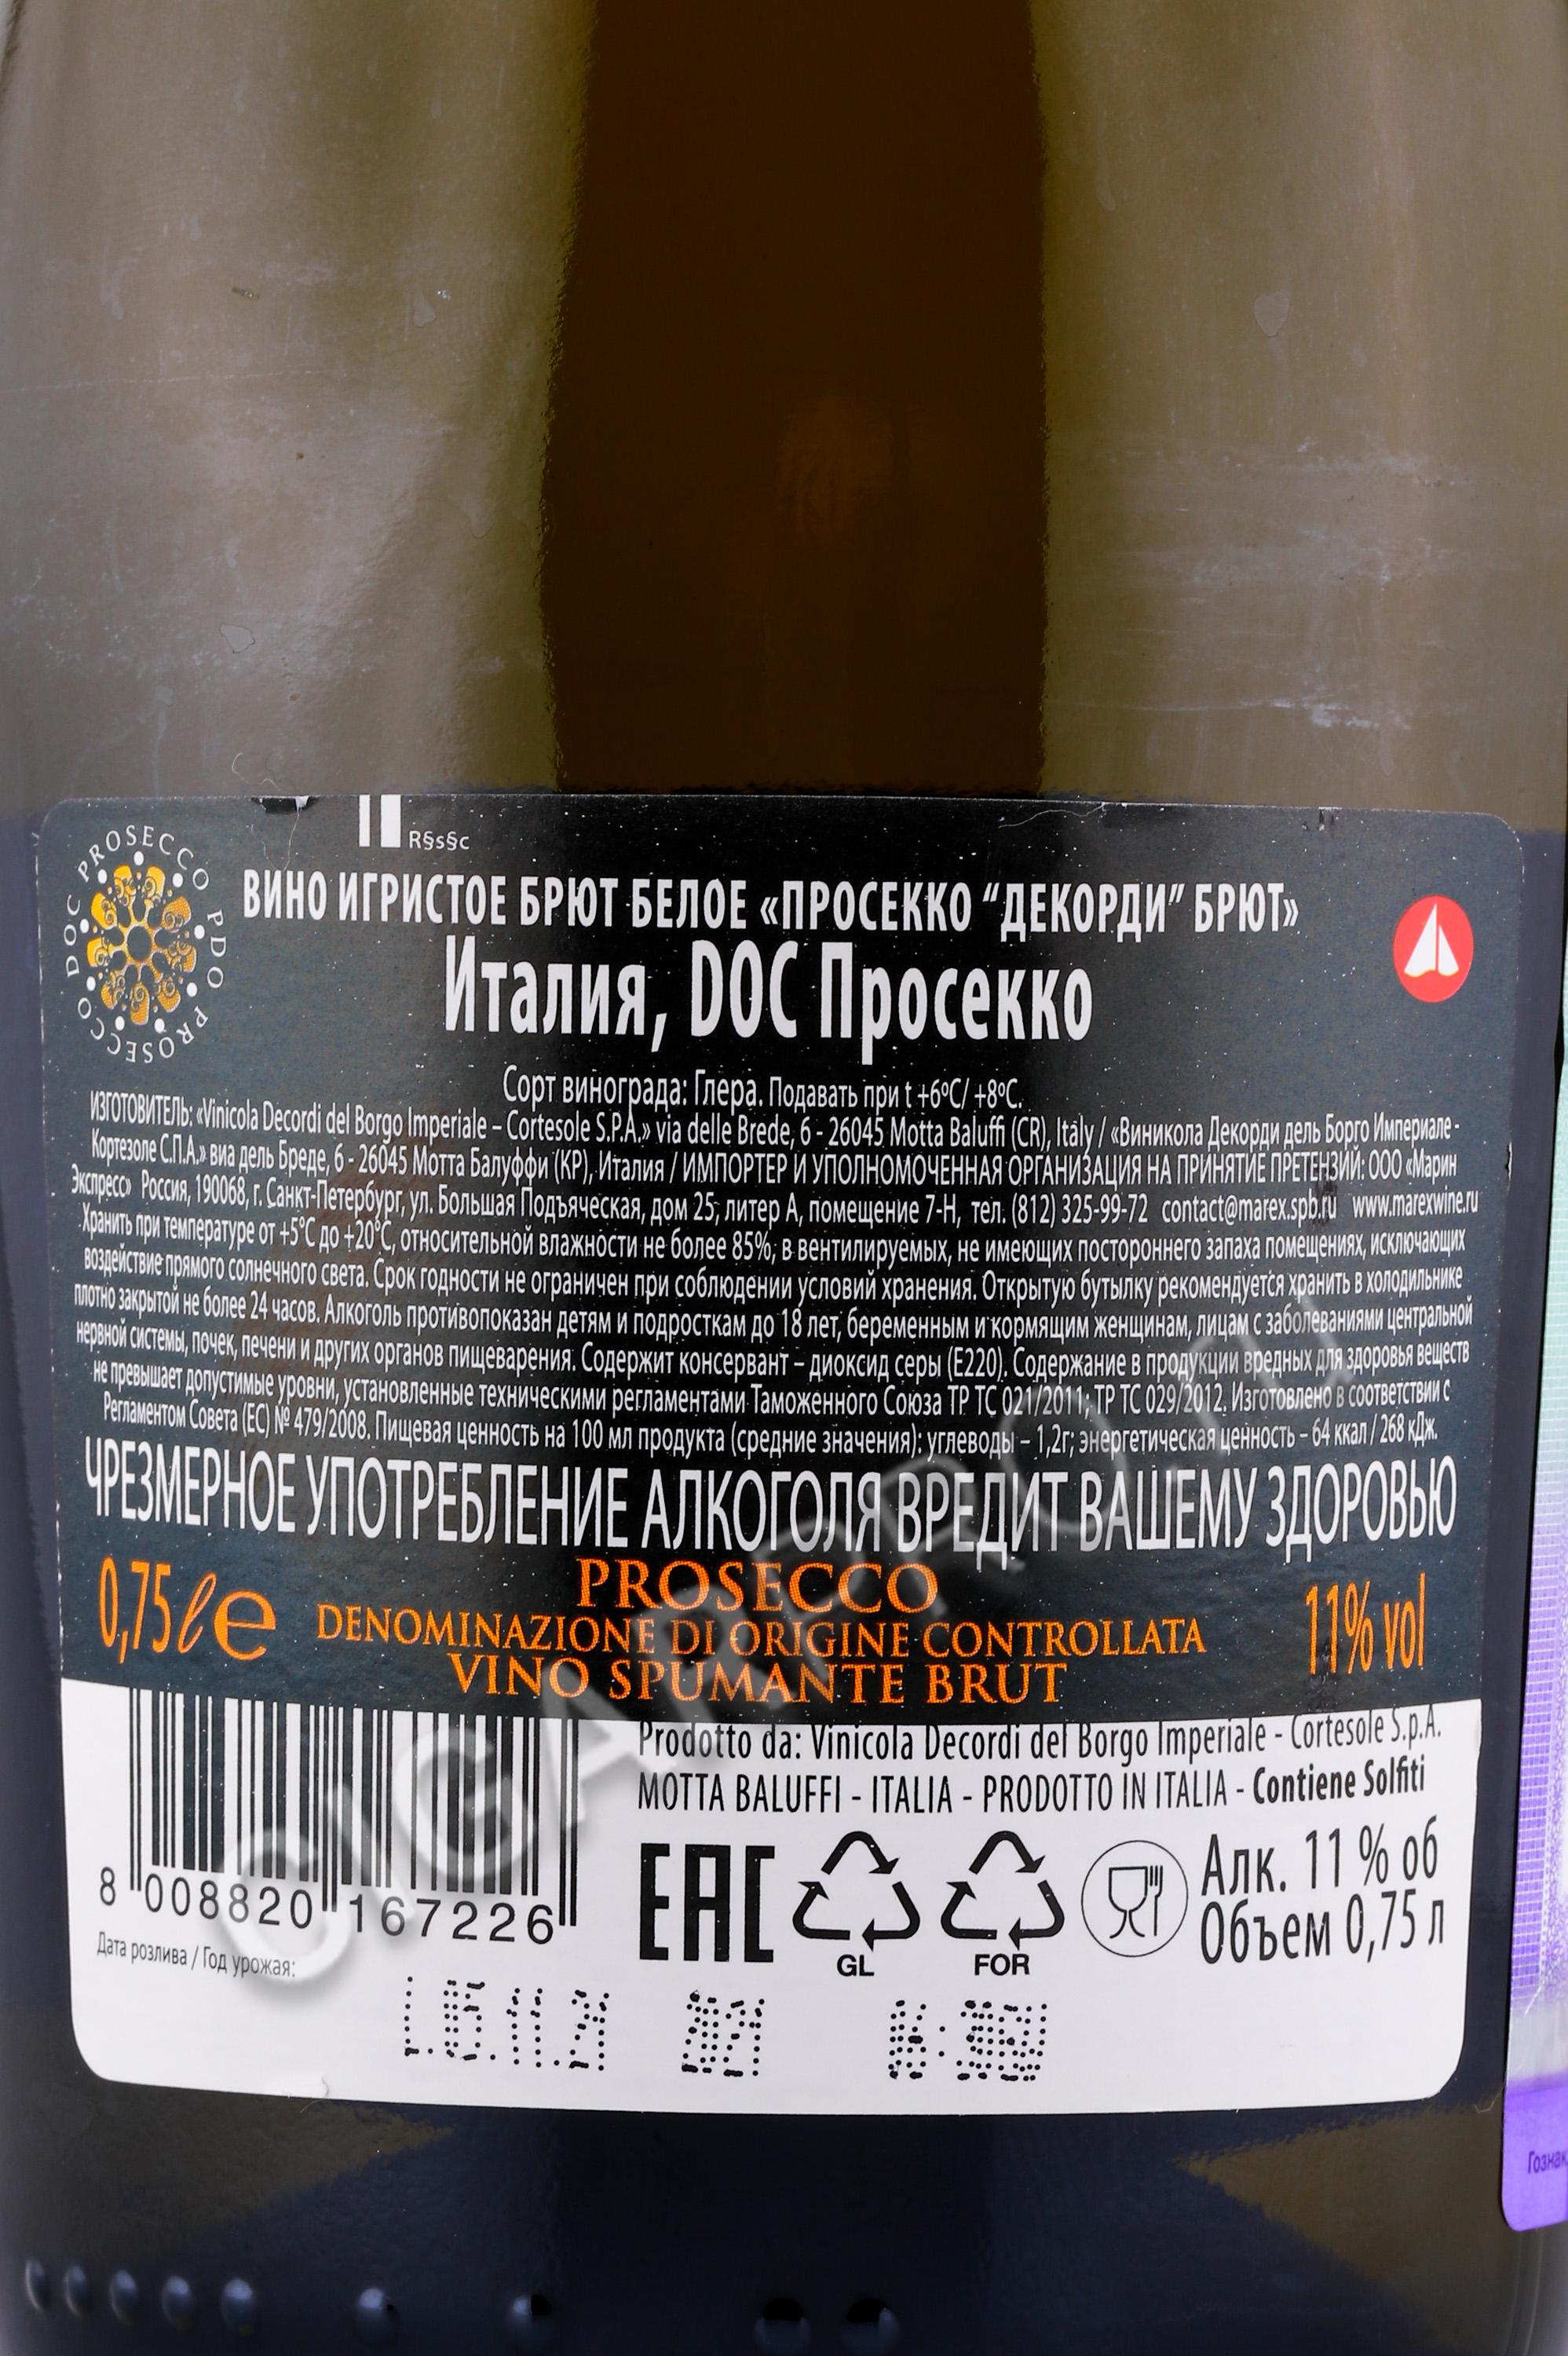 DOC PROSECCO PDO PROSECCO
R§s§c
ВИНО ИГРИСТОЕ БРЮТ БЕЛОЕ «ПРОСЕККО “ДЕКОРДИ” БРЮТ»
Италия, DOC Просекко
Сорт винограда: Глера. Подавать при t +6ºC/ +8ºC.
ИЗГОТОВИТЕЛЬ: «Vinicola Decordi del Borgo Imperiale – Cortesole S.P.A.» via delle Brede, 6 - 26045 Motta Baluffi (CR), Italy / «Виникола Декорди дель Борго Империале -
Кортезоле С.П.А.» виа дель Бреде, 6 - 26045 Мотта Балуффи (КР), Италия / ИМПОРТЕР И УПОЛНОМОЧЕННАЯ ОРГАНИЗАЦИЯ НА ПРИНЯТИЕ ПРЕТЕНЗИЙ: ООО «Марин
Экспресс» Россия, 190068, г. Санкт-Петербург, ул. Большая Подъяческая, дом 25, литер А, помещение 7-Н, тел. (812) 325-99-72 contact@marex.spb.ru www.marexwine.ru
Хранить при температуре от +5°C до +20°C, относительной влажности не более 85%, в вентилируемых, не имеющих постороннего запаха помещениях, исключающих
воздействие прямого солнечного света. Срок годности не ограничен при соблюдении условий хранения. Открытую бутылку рекомендуется хранить в холодильнике
плотно закрытой не более 24 часов. Алкоголь противопоказан детям и подросткам до 18 лет, беременным и кормящим женщинам, лицам с заболеваниями центральной
нервной системы, почек, печени и других органов пищеварения. Содержит консервант – диоксид серы (Е220). Содержание в продукции вредных для здоровья веществ
не превышает допустимые уровни, установленные техническими регламентами Таможенного Союза ТР ТС 021/2011; ТР ТС 029/2012. Изготовлено в соответствии с
Регламентом Совета (ЕС) № 479/2008. Пищевая ценность на 100 мл продукта (средние значения): углеводы – 1,2г; энергетическая ценность – 64 ккал / 268 кДж.
ЧРЕЗМЕРНОЕ УПОТРЕБЛЕНИЕ АЛКОГОЛЯ ВРЕДИТ ВАШЕМУ ЗДОРОВЬЮ
0,75 ℓ e
PROSECCO
DENOMINAZIONE DI ORIGINE CONTROLLATA
VINO SPUMANTE BRUT
11% vol
Prodotto da: Vinicola Decordi del Borgo Imperiale - Cortesole S.p.A.
MOTTA BALUFFI - ITALIA - PRODOTTO IN ITALIA - Contiene Solfiti
8 008820 167226
EAC
GL
FOR
Алк. 11 % об
Объем 0,75 л
Дата розлива / Год урожая:
L.05.11.21 2021
CIGARPRO.ru
Гознак